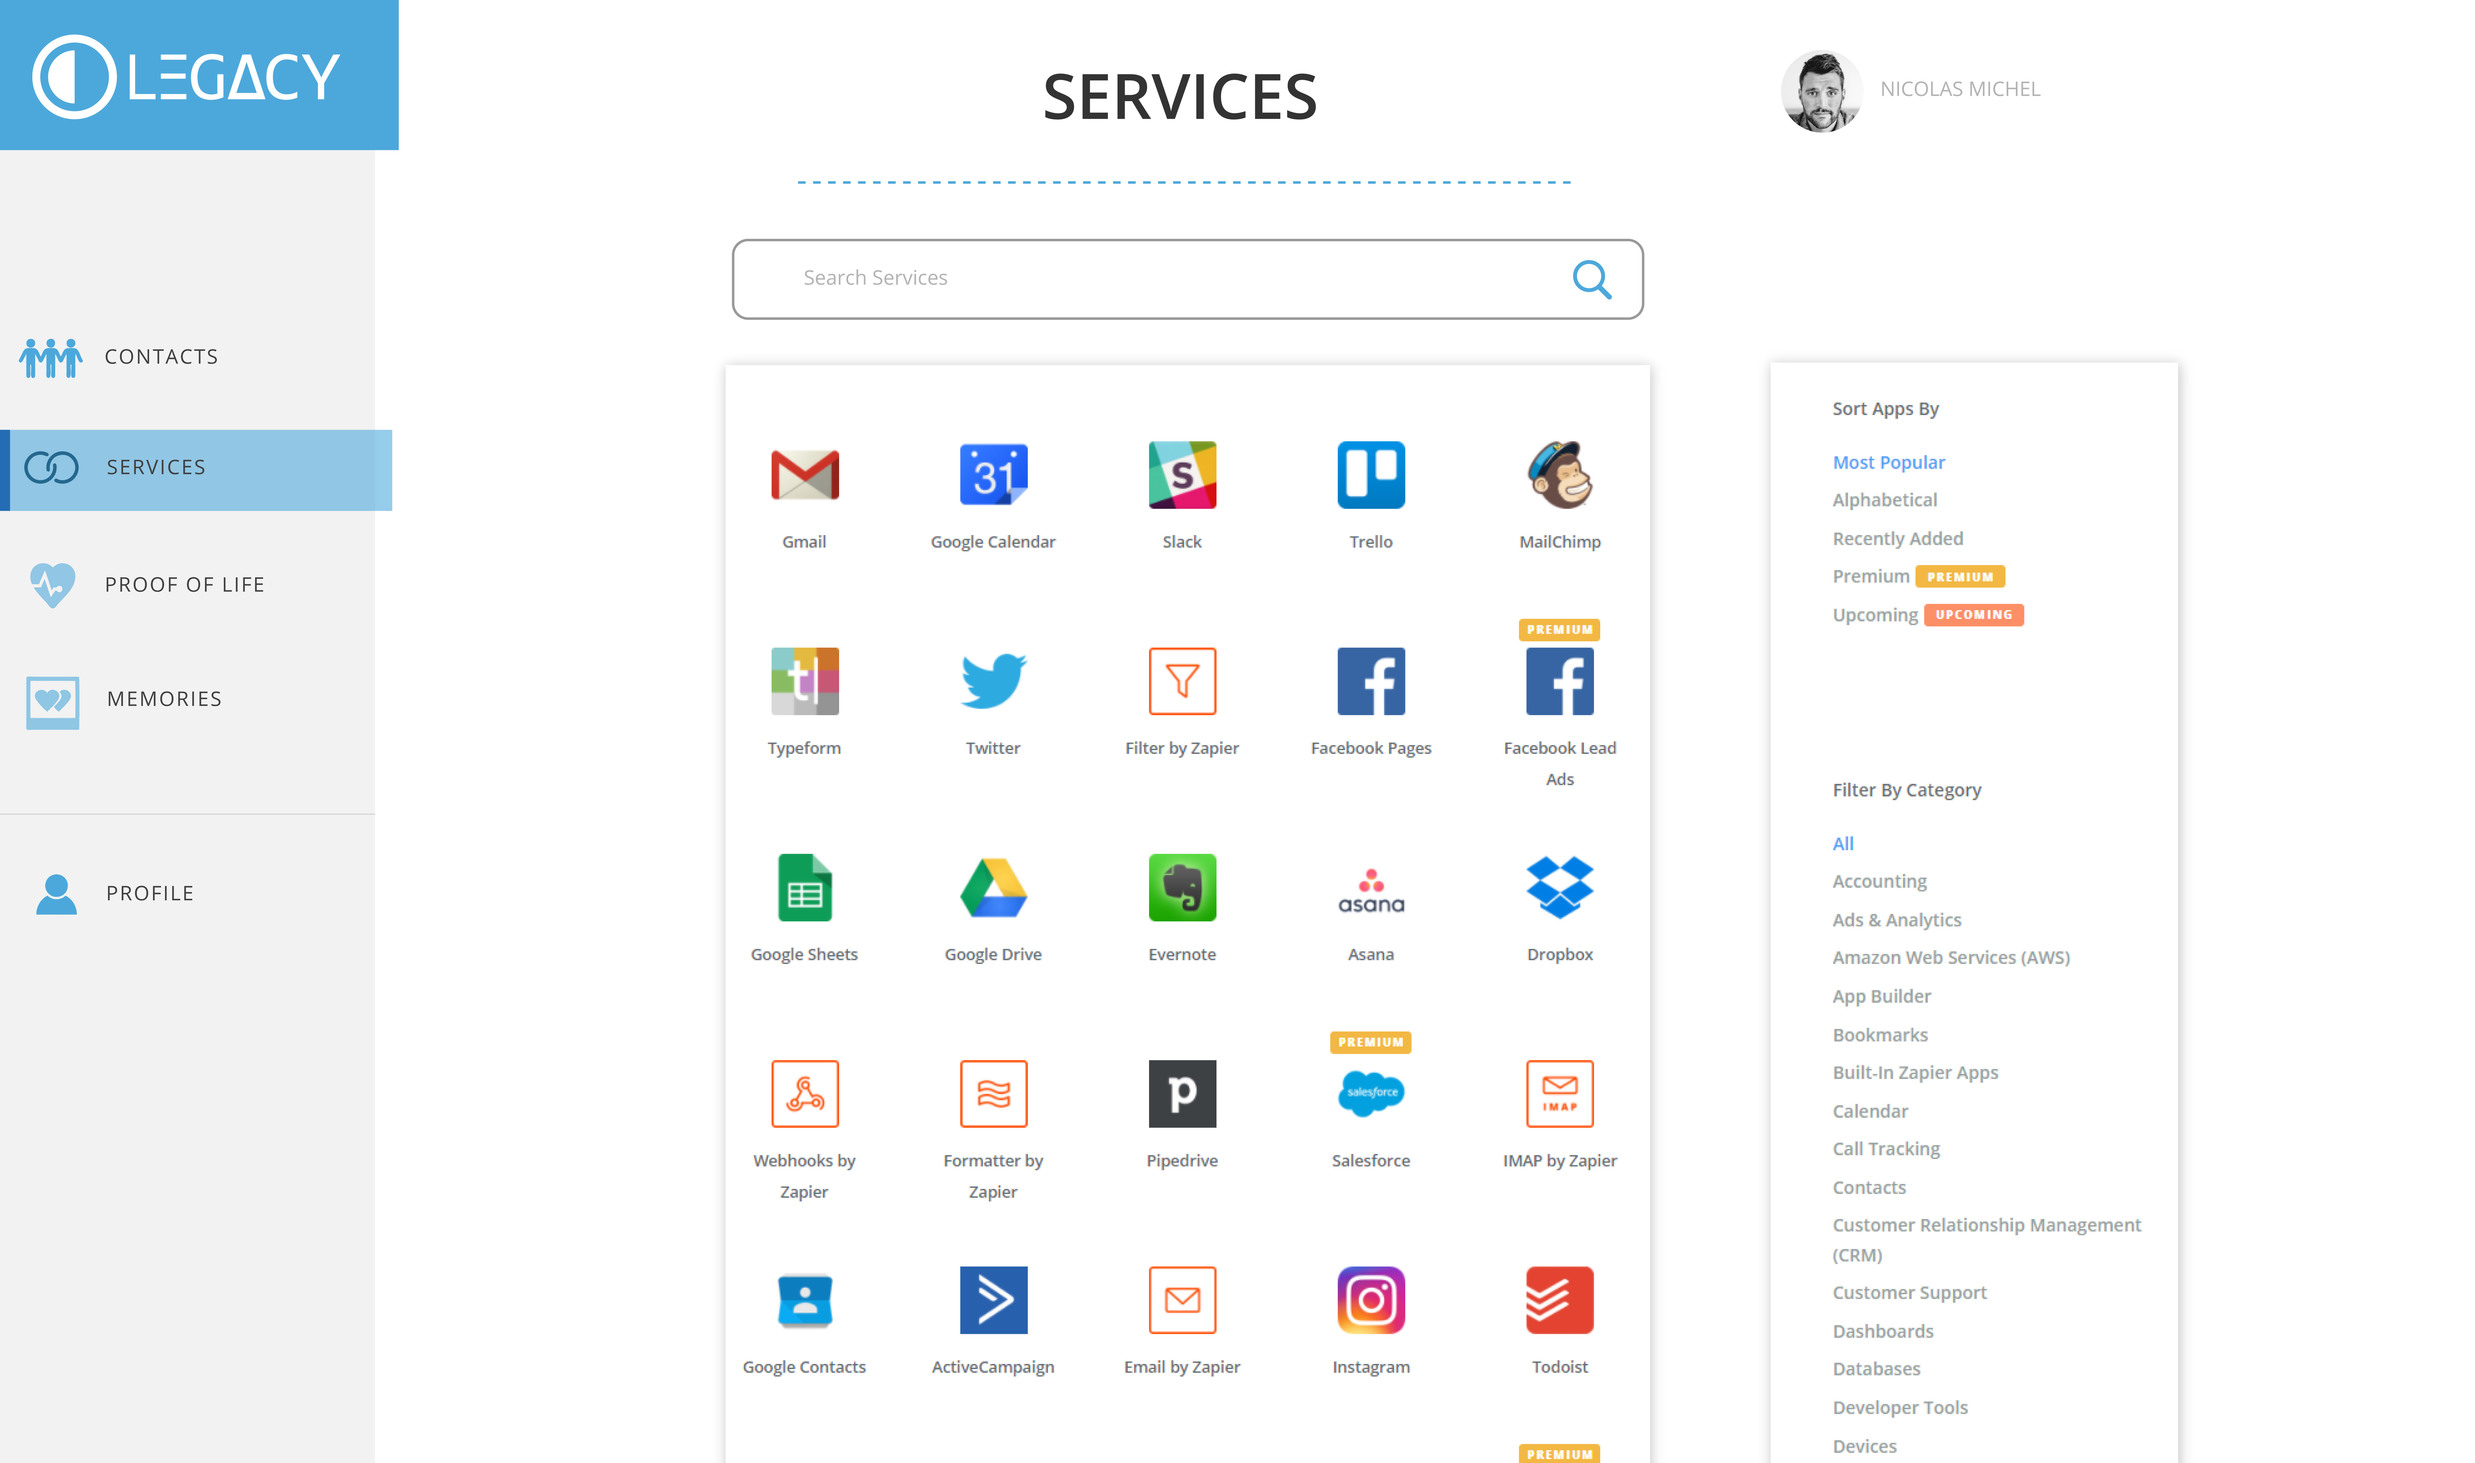 LEGACY
SERVICES
NICOLAS MICHEL
Search Services
CONTACTS
SERVICES
PROOF OF LIFE
MEMORIES
PROFILE
31
S
Gmail
Google Calendar
Slack
Trello
MailChimp
PREMIUM
tl
f
f
Typeform
Twitter
Filter by Zapier
Facebook Pages
Facebook Lead
Ads
asana
Google Sheets
Google Drive
Evernote
Asana
Dropbox
PREMIUM
p
salesforce
IMAP
Webhooks by
Zapier
Formatter by
Zapier
Pipedrive
Salesforce
IMAP by Zapier
Google Contacts
ActiveCampaign
Email by Zapier
Instagram
Todoist
PREMIUM
Sort Apps By
Most Popular
Alphabetical
Recently Added
Premium PREMIUM
Upcoming UPCOMING
Filter By Category
All
Accounting
Ads & Analytics
Amazon Web Services (AWS)
App Builder
Bookmarks
Built-In Zapier Apps
Calendar
Call Tracking
Contacts
Customer Relationship Management
(CRM)
Customer Support
Dashboards
Databases
Developer Tools
Devices